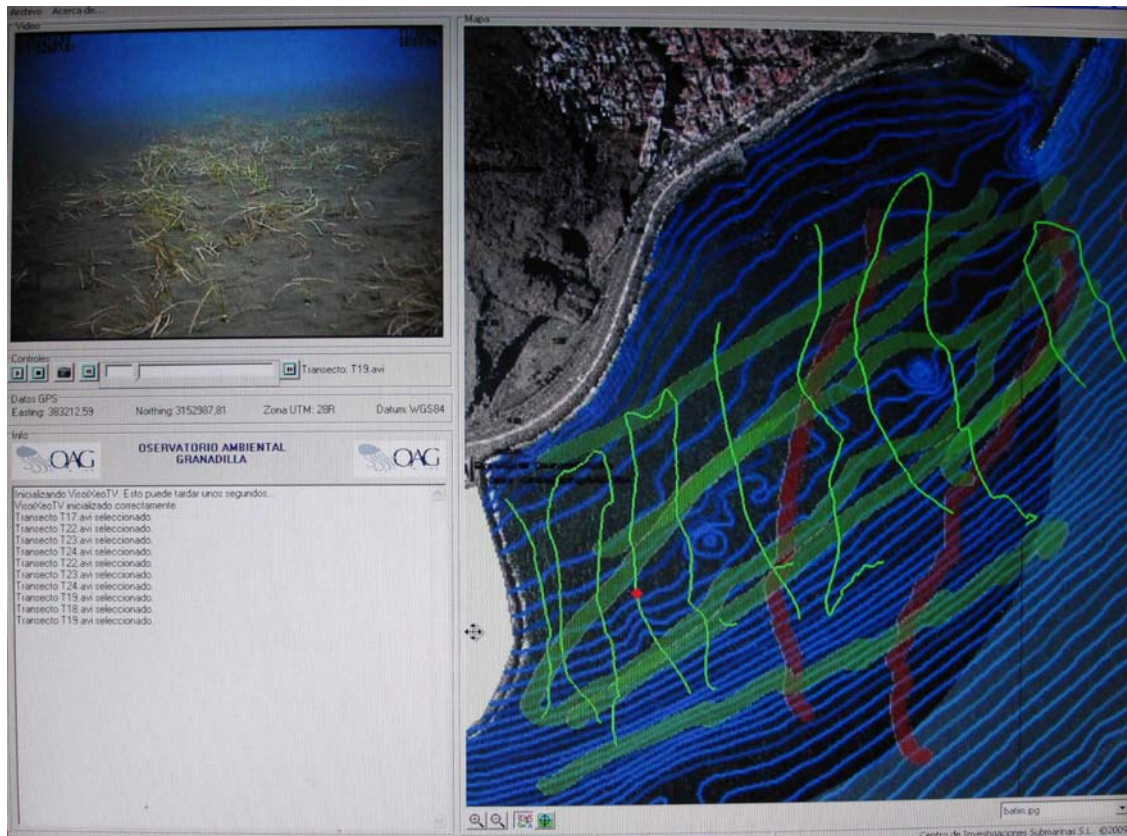 Archivo Acerca de...
Video
Mapa
Controles
Transecto: T19.avi
Datos GPS
Easting: 383212,59 Northing: 3152987,81 Zona UTM: 28R Datum: WGS84
Info
OAG
OSERVATORIO AMBIENTAL
GRANADILLA
OAG
Inicializando VisorXeoTV. Esto puede tardar unos segundos...
VisorXeoTV inicializado correctamente.
Transecto T17.avi seleccionado.
Transecto T22.avi seleccionado.
Transecto T23.avi seleccionado.
Transecto T24.avi seleccionado.
Transecto T22.avi seleccionado.
Transecto T23.avi seleccionado.
Transecto T24.avi seleccionado.
Transecto T19.avi seleccionado.
Transecto T18.avi seleccionado.
Transecto T19.avi seleccionado.
batim.jpg
Centro de Investigaciones Submarinas S.L. ©2009